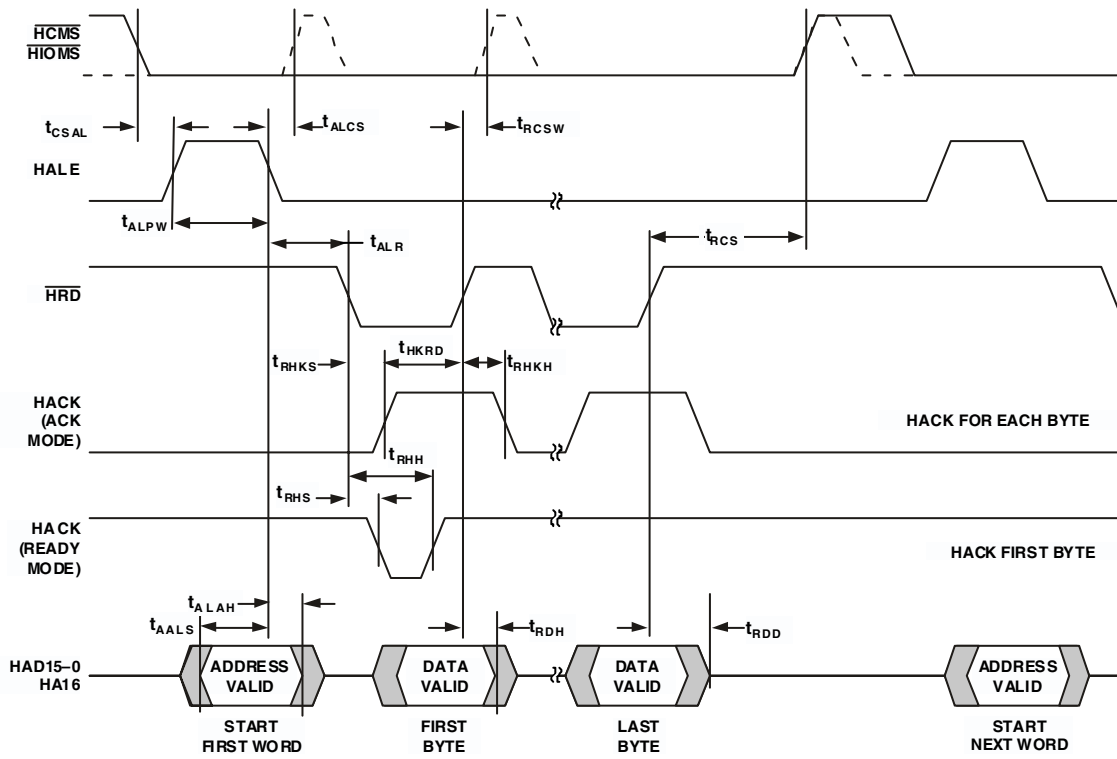 HCMS
HIOMS
tCSAL
tALCS
tRCSW
HALE
tALPW
tALR
tRCS
HRD
tRHKS
tHKRD
tRHKH
HACK
(ACK
MODE)
HACK FOR EACH BYTE
tRHH
tRHS
HACK
(READY
MODE)
HACK FIRST BYTE
tALAH
tAALS
tRDH
tRDD
HAD15–0
HA16
ADDRESS
VALID
DATA
VALID
DATA
VALID
ADDRESS
VALID
START
FIRST WORD
FIRST
BYTE
LAST
BYTE
START
NEXT WORD